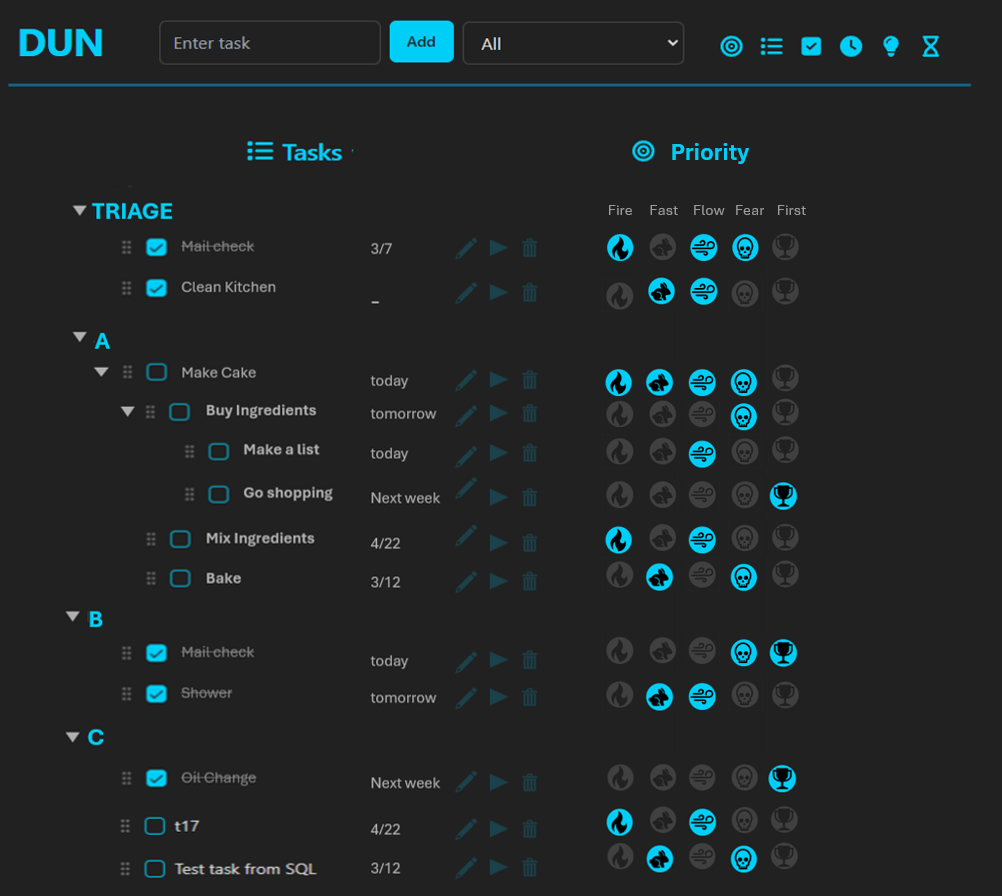 DUN Enter task Add All
Tasks Priority
TRIAGE Fire Fast Flow Fear First
Mail check 3/7
Clean Kitchen –
A
Make Cake today
Buy Ingredients tomorrow
Make a list today
Go shopping Next week
Mix Ingredients 4/22
Bake 3/12
B
Mail check today
Shower tomorrow
C
Oil Change Next week
t17 4/22
Test task from SQL 3/12